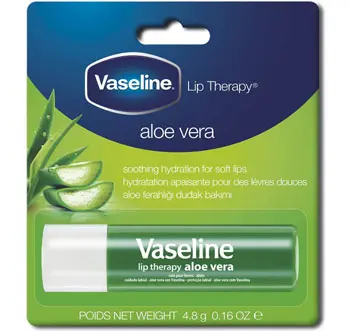 Vaseline. Lip Therapy®
aloe vera
soothing hydration for soft lips
hydratation apaisante pour des lèvres douces
aloe ferahlığı dudak bakımı
Vaseline
lip therapy aloe vera
POIDS NET WEIGHT 4.8 g 0.16 OZ ℮